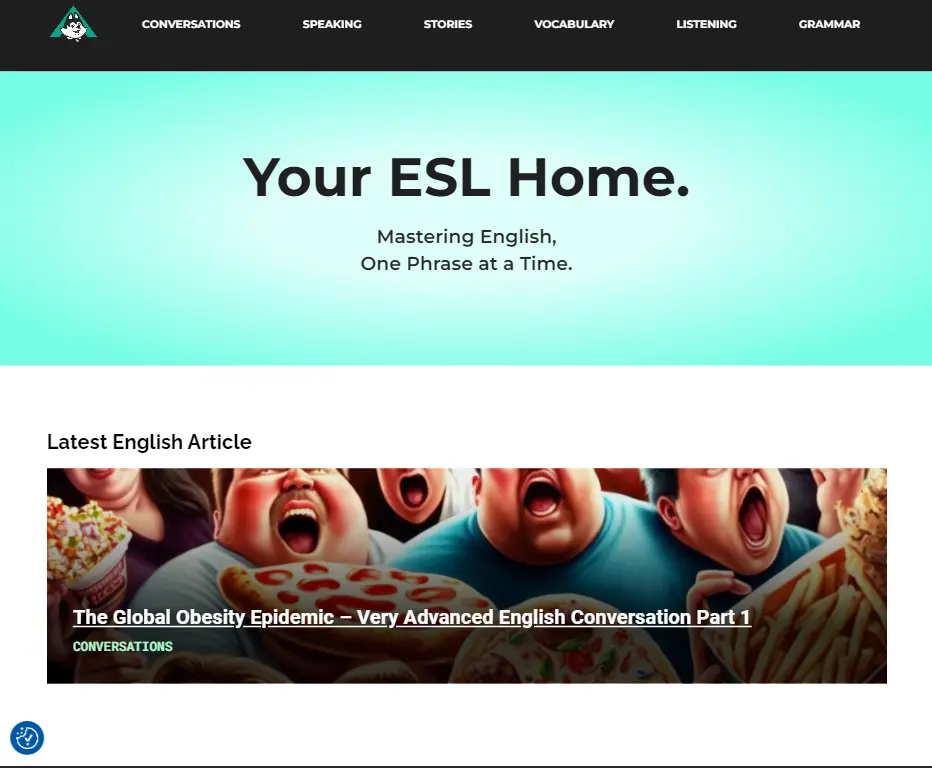 CONVERSATIONS SPEAKING STORIES VOCABULARY LISTENING GRAMMAR
Your ESL Home.
Mastering English,
One Phrase at a Time.
Latest English Article
The Global Obesity Epidemic – Very Advanced English Conversation Part 1
CONVERSATIONS